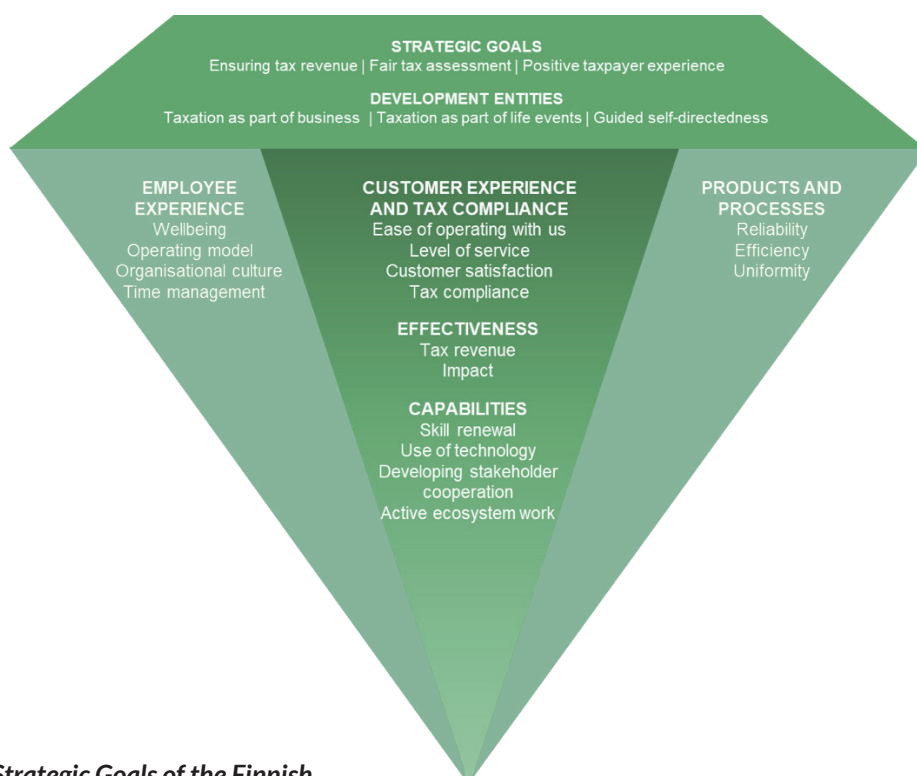 STRATEGIC GOALS
Ensuring tax revenue | Fair tax assessment | Positive taxpayer experience
DEVELOPMENT ENTITIES
Taxation as part of business | Taxation as part of life events | Guided self-directedness
EMPLOYEE
EXPERIENCE
Wellbeing
Operating model
Organisational culture
Time management
CUSTOMER EXPERIENCE
AND TAX COMPLIANCE
Ease of operating with us
Level of service
Customer satisfaction
Tax compliance
EFFECTIVENESS
Tax revenue
Impact
CAPABILITIES
Skill renewal
Use of technology
Developing stakeholder
cooperation
Active ecosystem work
PRODUCTS AND
PROCESSES
Reliability
Efficiency
Uniformity
Strategic Goals of the Finnish